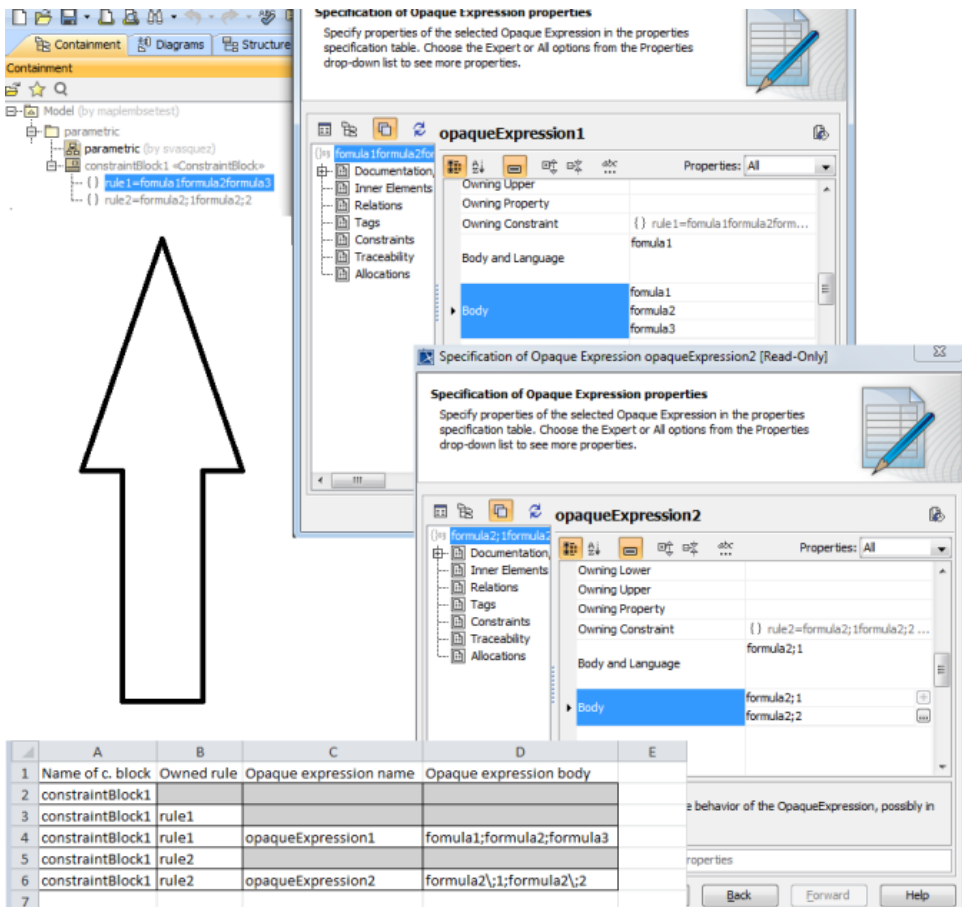 Specification of Opaque Expression properties
Specify properties of the selected Opaque Expression in the properties
specification table. Choose the Expert or All options from the Properties
drop-down list to see more properties.
Containment
Diagrams
Structure
Containment
Model (by maplembsetest)
parametric
parametric (by svasquez)
constraintBlock1 «ConstraintBlock»
{ } rule1=fomula1formula2formula3
{ } rule2=formula2;1formula2;2
opaqueExpression1
fomula1formula2for
Documentation,
Inner Elements
Relations
Tags
Constraints
Traceability
Allocations
Properties: All
Owning Upper
Owning Property
Owning Constraint
{ } rule1=fomula1formula2form...
Body and Language
fomula1
Body
fomula1
formula2
formula3
Specification of Opaque Expression opaqueExpression2 [Read-Only]
Specification of Opaque Expression properties
Specify properties of the selected Opaque Expression in the properties
specification table. Choose the Expert or All options from the Properties
drop-down list to see more properties.
opaqueExpression2
formula2;1formula2
Documentation,
Inner Elements
Relations
Tags
Constraints
Traceability
Allocations
Properties: All
Owning Lower
Owning Upper
Owning Property
Owning Constraint
{ } rule2=formula2;1formula2;2 ...
Body and Language
formula2;1
Body
formula2;1
formula2;2
e behavior of the OpaqueExpression, possibly in
roperties
Back
Forward
Help
A B C D E
1 Name of c. block Owned rule Opaque expression name Opaque expression body
2 constraintBlock1
3 constraintBlock1 rule1
4 constraintBlock1 rule1 opaqueExpression1 fomula1;formula2;formula3
5 constraintBlock1 rule2
6 constraintBlock1 rule2 opaqueExpression2 formula2\;1;formula2\;2
7